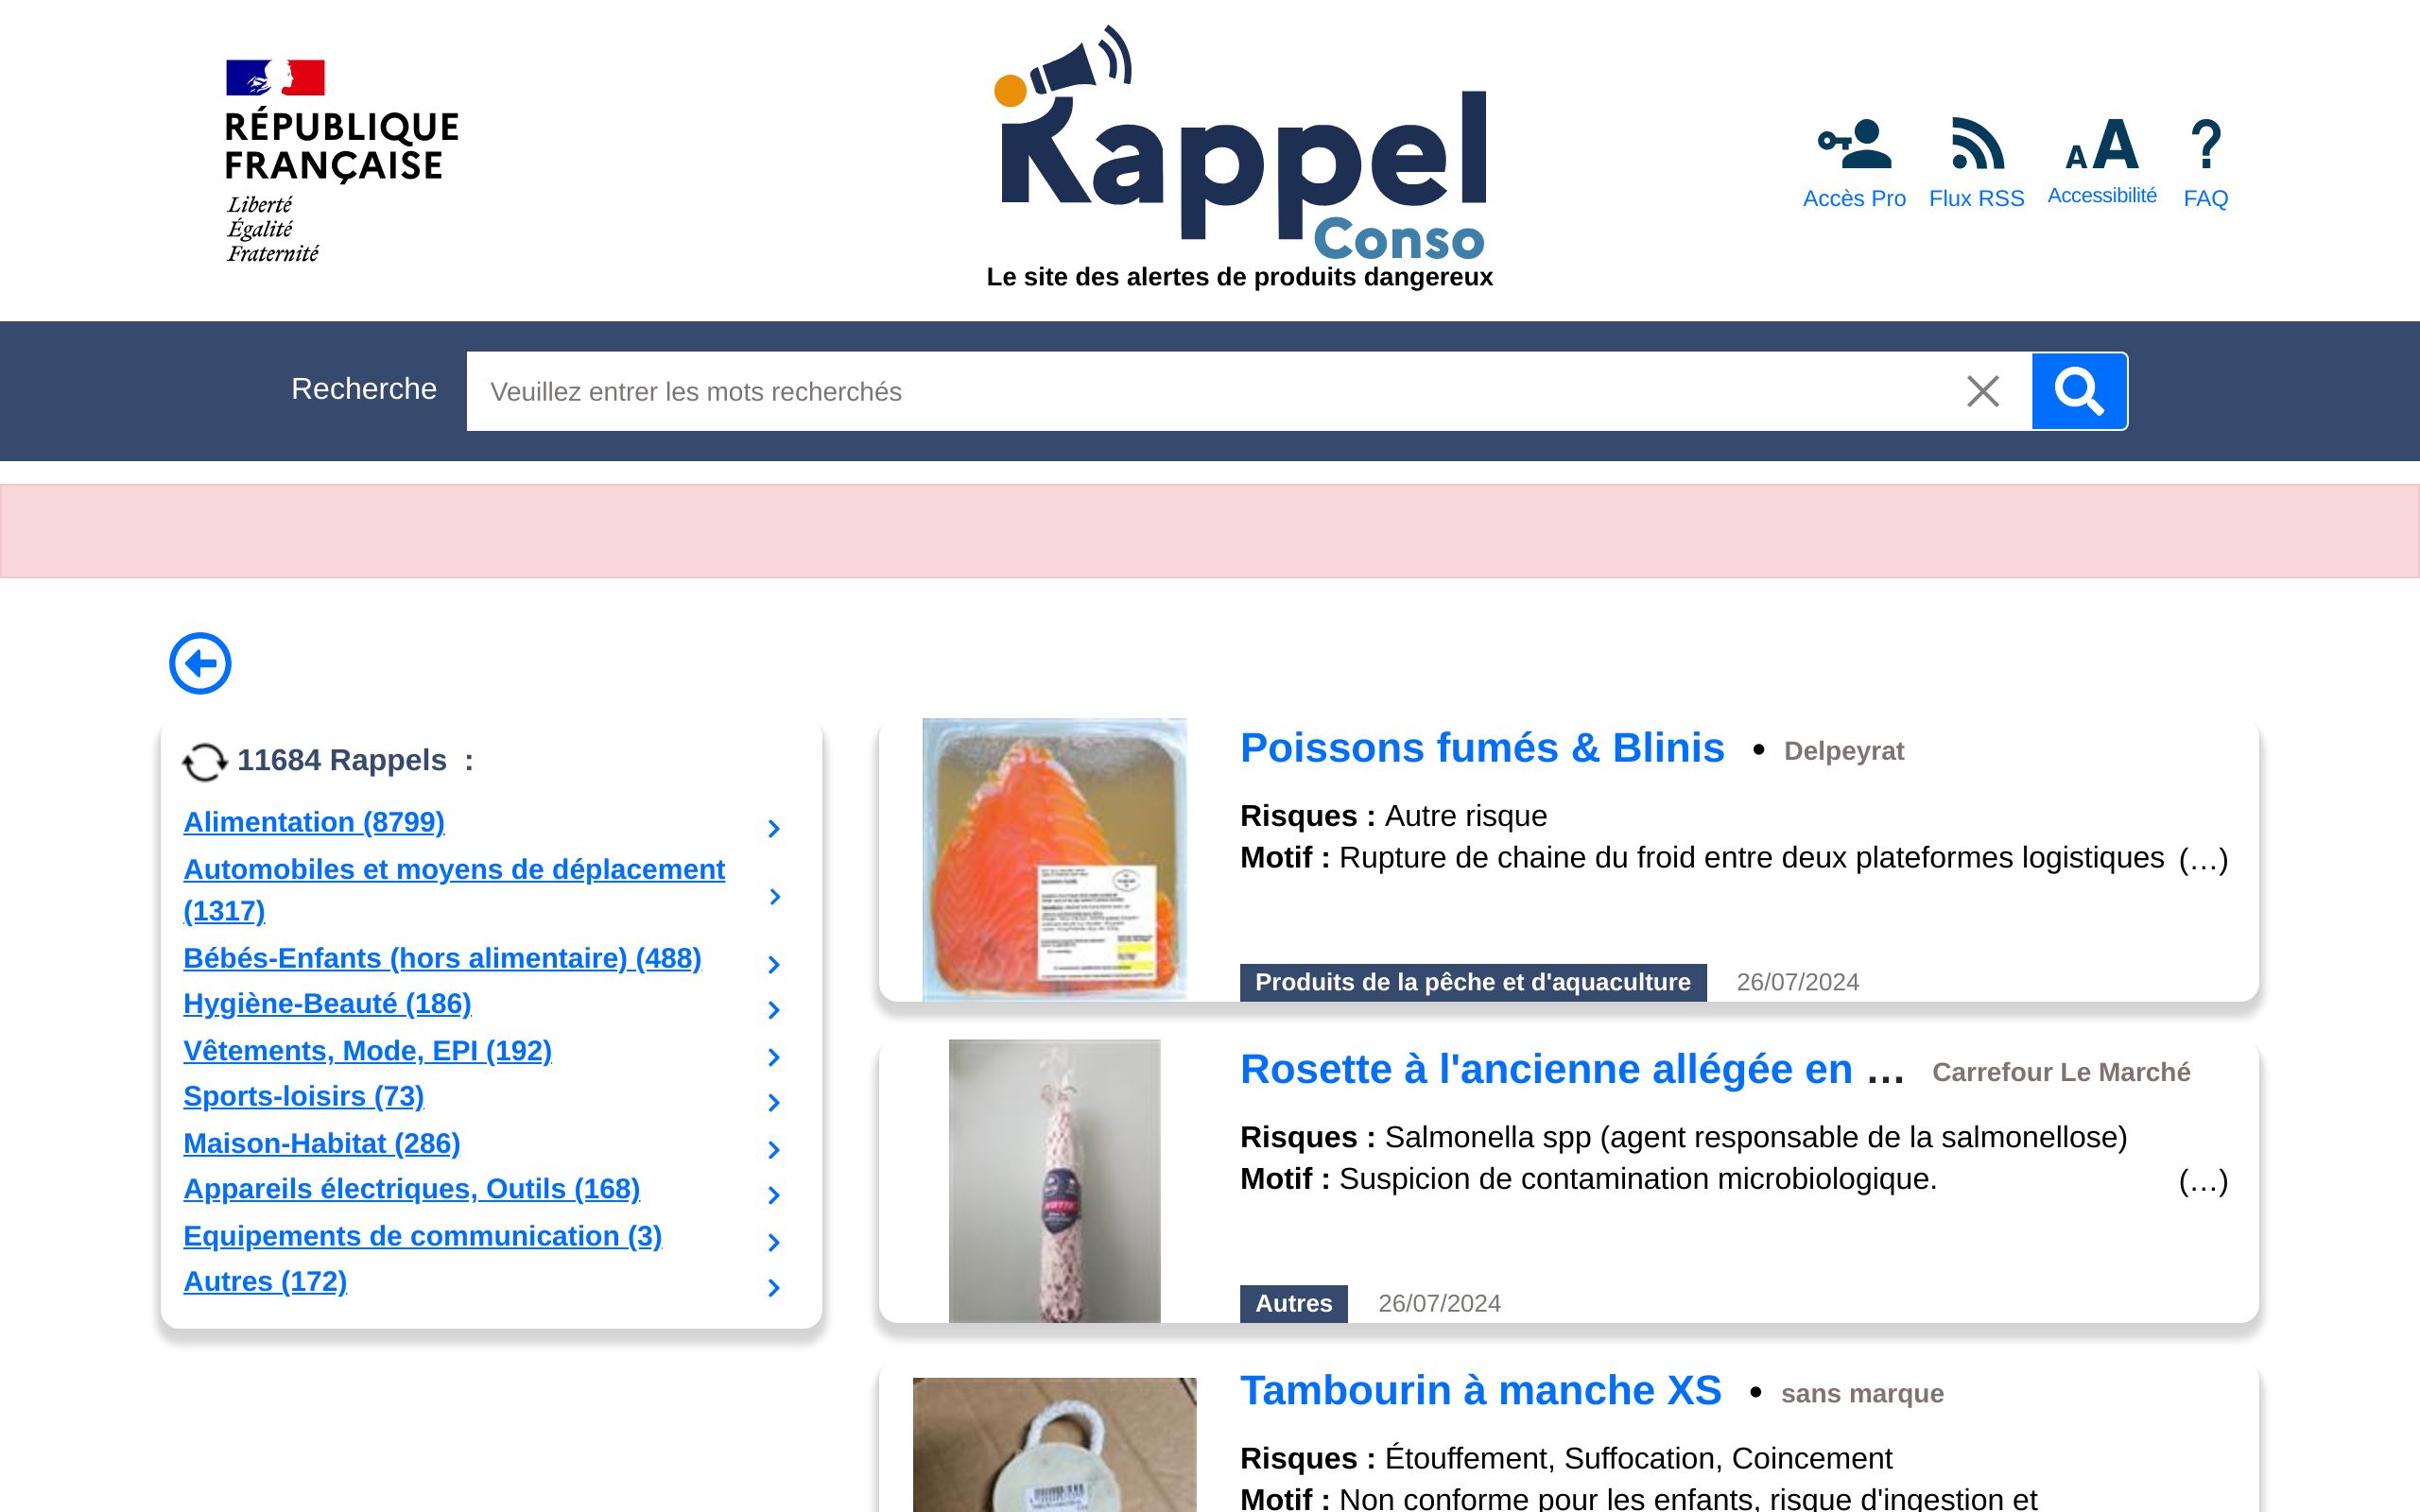 RÉPUBLIQUE
FRANÇAISE
Liberté
Égalité
Fraternité
Rappel
Conso
Le site des alertes de produits dangereux
Accès Pro Flux RSS Accessibilité FAQ
Recherche Veuillez entrer les mots recherchés
11684 Rappels :
Alimentation (8799)
Automobiles et moyens de déplacement
(1317)
Bébés-Enfants (hors alimentaire) (488)
Hygiène-Beauté (186)
Vêtements, Mode, EPI (192)
Sports-loisirs (73)
Maison-Habitat (286)
Appareils électriques, Outils (168)
Equipements de communication (3)
Autres (172)
Poissons fumés & Blinis • Delpeyrat
Risques : Autre risque
Motif : Rupture de chaine du froid entre deux plateformes logistiques (…)
Produits de la pêche et d'aquaculture 26/07/2024
Rosette à l'ancienne allégée en … Carrefour Le Marché
Risques : Salmonella spp (agent responsable de la salmonellose)
Motif : Suspicion de contamination microbiologique. (…)
Autres 26/07/2024
Tambourin à manche XS • sans marque
Risques : Étouffement, Suffocation, Coincement
Motif : Non conforme pour les enfants, risque d'ingestion et